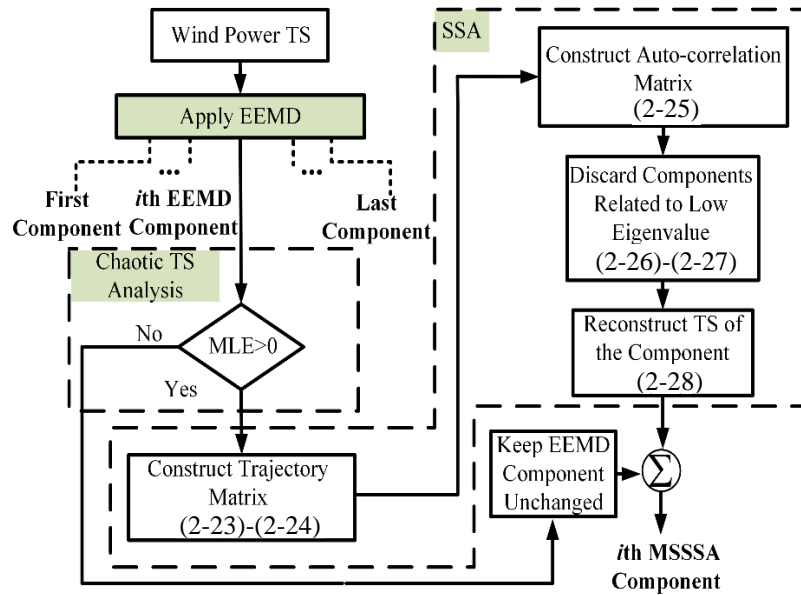 Wind Power TS
Apply EEMD
...
...
First
Component
ith EEMD
Component
Last
Component
Chaotic TS
Analysis
MLE>0
No
Yes
Construct Trajectory
Matrix
(2-23)-(2-24)
SSA
Construct Auto-correlation
Matrix
(2-25)
Discard Components
Related to Low
Eigenvalue
(2-26)-(2-27)
Reconstruct TS of
the Component
(2-28)
Keep EEMD
Component
Unchanged
Σ
ith MSSSA
Component